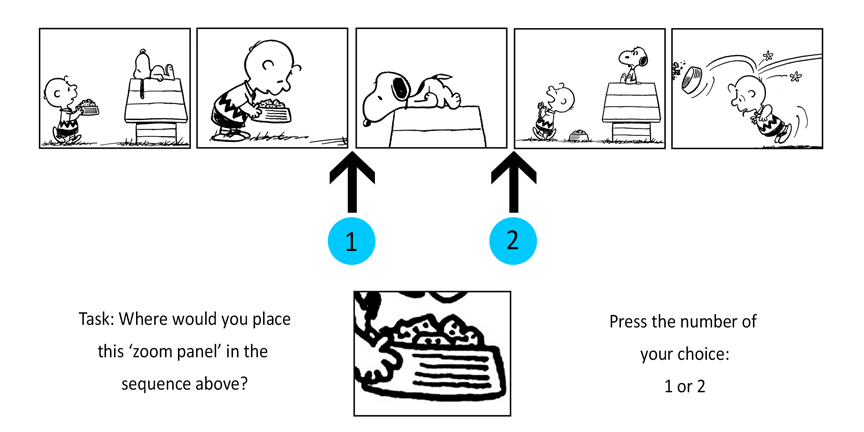 1
2
Task: Where would you place
this ‘zoom panel’ in the
sequence above?
Press the number of
your choice:
1 or 2